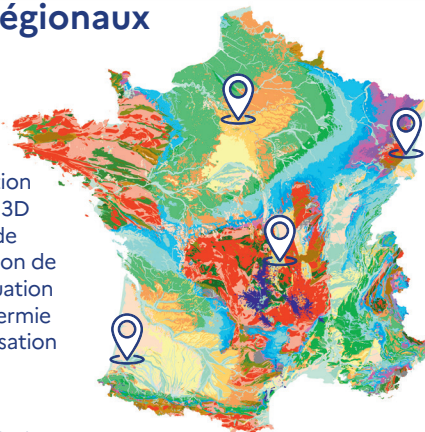 égionaux
tion
3D
de
on de
uation
ermie
sation